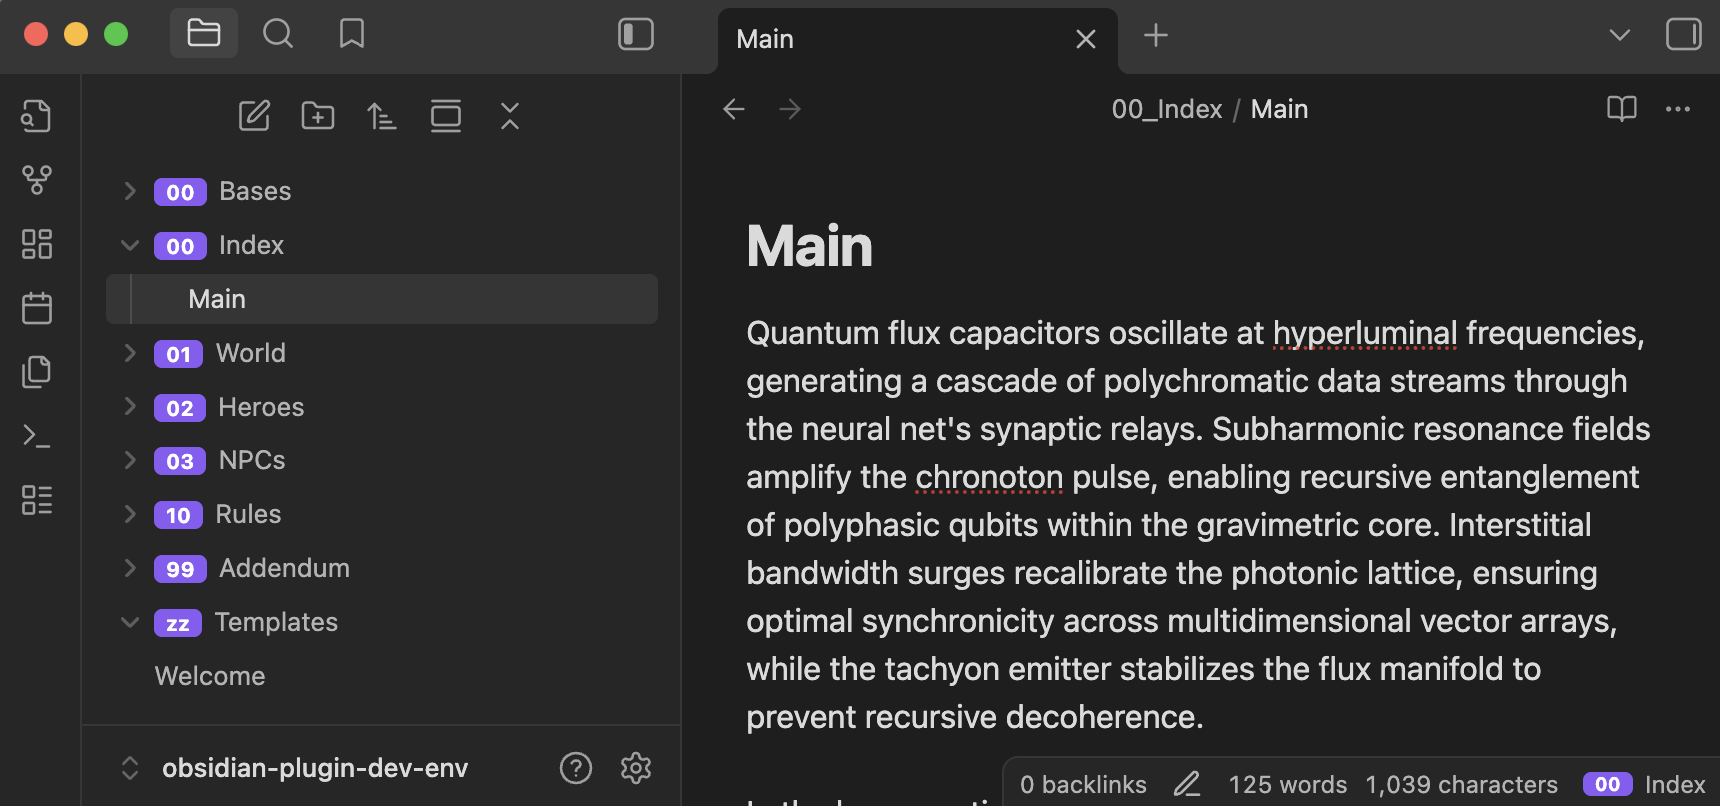 Main
00_Index / Main
00 Bases
00 Index
Main
01 World
02 Heroes
03 NPCs
10 Rules
99 Addendum
zz Templates
Welcome
obsidian-plugin-dev-env
Main
Quantum flux capacitors oscillate at hyperluminal frequencies,
generating a cascade of polychromatic data streams through
the neural net's synaptic relays. Subharmonic resonance fields
amplify the chronoton pulse, enabling recursive entanglement
of polyphasic qubits within the gravimetric core. Interstitial
bandwidth surges recalibrate the photonic lattice, ensuring
optimal synchronicity across multidimensional vector arrays,
while the tachyon emitter stabilizes the flux manifold to
prevent recursive decoherence.
0 backlinks 125 words 1,039 characters 00 Index